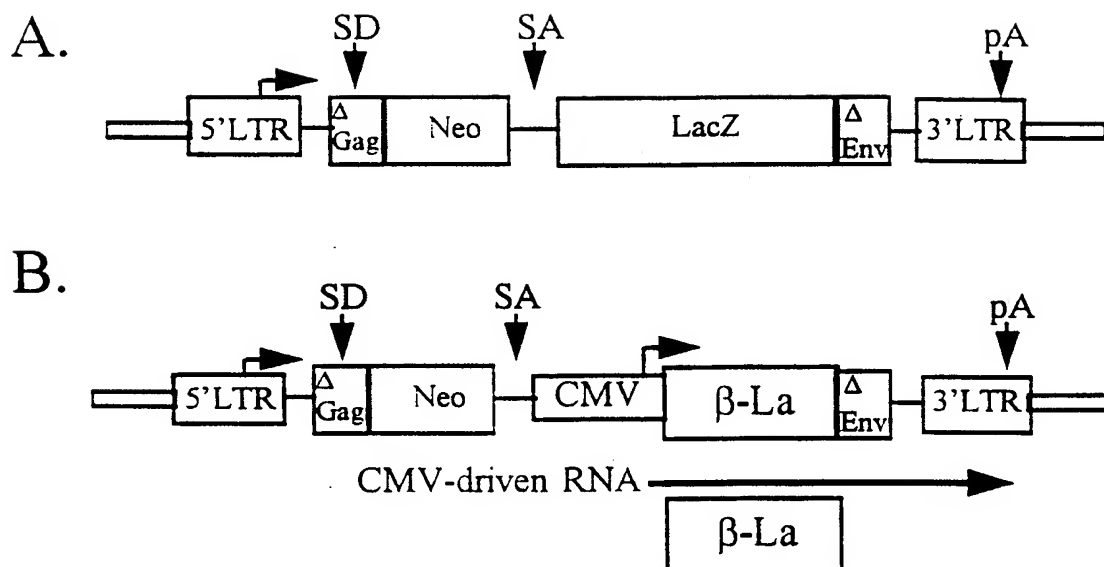 A.
SD SA pA
5'LTR Δ Gag Neo LacZ Δ Env 3'LTR
B.
SD SA pA
5'LTR Δ Gag Neo CMV β-La Δ Env 3'LTR
CMV-driven RNA
β-La